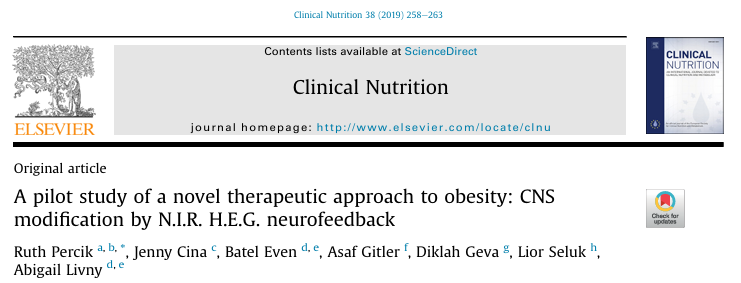 Clinical Nutrition 38 (2019) 258–263
Contents lists available at ScienceDirect
Clinical Nutrition
journal homepage: http://www.elsevier.com/locate/clnu
ELSEVIER
CLINICAL
NUTRITION
Original article
A pilot study of a novel therapeutic approach to obesity: CNS
modification by N.I.R. H.E.G. neurofeedback
Check for
updates
Ruth Percik a, b, *, Jenny Cina c, Batel Even d, e, Asaf Gitler f, Diklah Geva g, Lior Seluk h,
Abigail Livny d, e